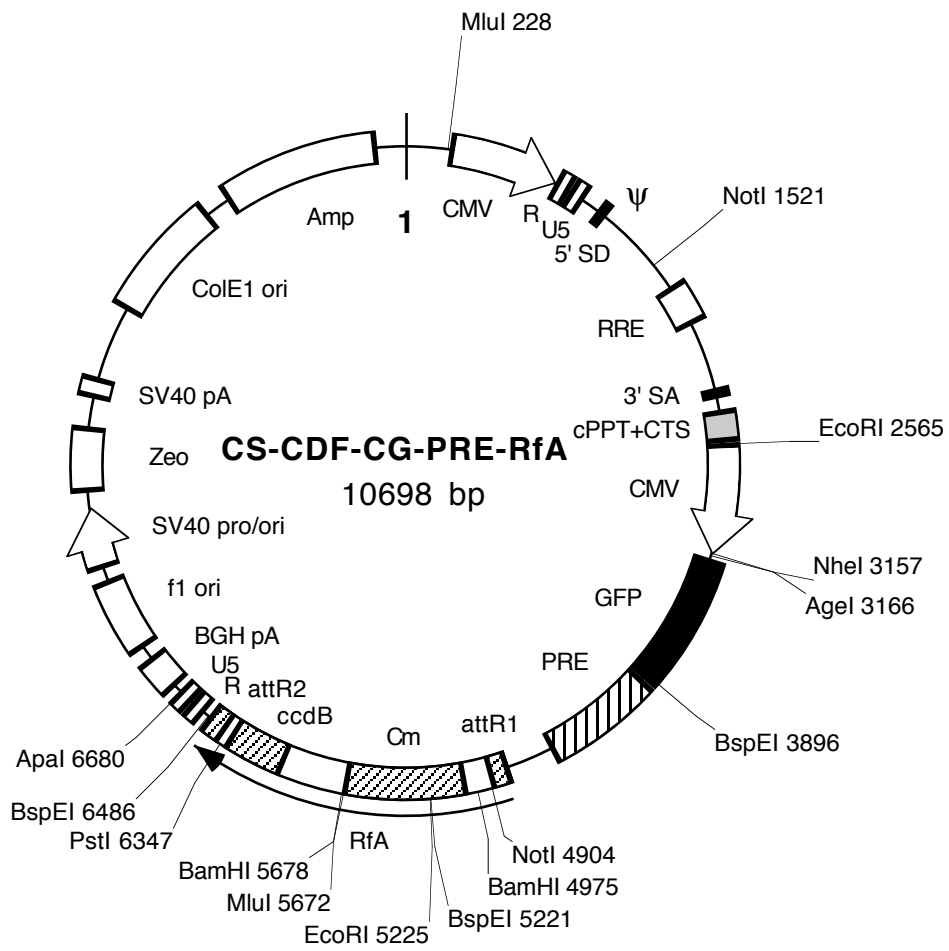 MluI 228
NotI 1521
CMV
R
U5
5' SD
ψ
RRE
3' SA
cPPT+CTS
EcoRI 2565
CMV
NheI 3157
AgeI 3166
GFP
PRE
BspEI 3896
attR1
NotI 4904
BamHI 4975
BspEI 5221
EcoRI 5225
Cm
RfA
MluI 5672
BamHI 5678
ccdB
attR2
PstI 6347
BspEI 6486
ApaI 6680
R
U5
BGH pA
f1 ori
SV40 pro/ori
Zeo
SV40 pA
ColE1 ori
Amp
1
CS-CDF-CG-PRE-RfA
10698 bp